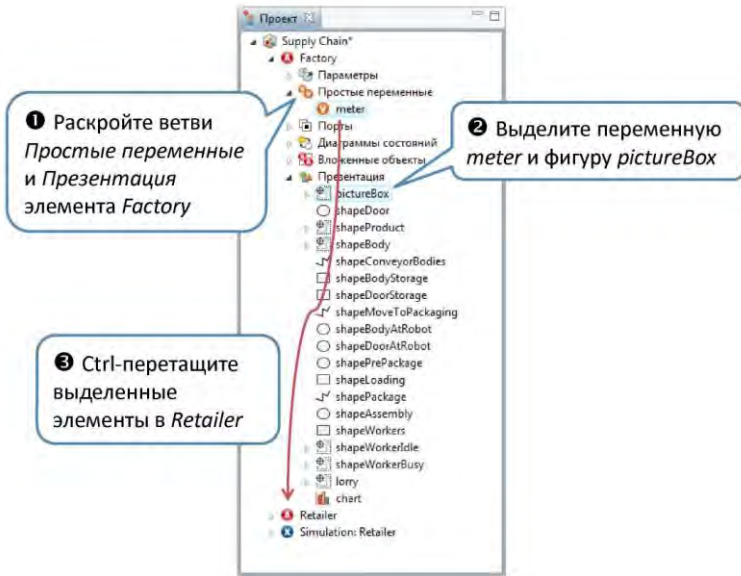 Проект
Supply Chain*
Factory
Параметры
Простые переменные
meter
Порты
Диаграммы состояний
Вложенные объекты
Презентация
pictureBox
shapeDoor
shapeProduct
shapeBody
shapeConveyorBodies
shapeBodyStorage
shapeDoorStorage
shapeMoveToPackaging
shapeBodyAtRobot
shapeDoorAtRobot
shapePrePackage
shapeLoading
shapePackage
shapeAssembly
shapeWorkers
shapeWorkerIdle
shapeWorkerBusy
lorry
chart
Retailer
Simulation: Retailer
❶ Раскройте ветви
Простые переменные
и Презентация
элемента Factory
❷ Выделите переменную
meter и фигуру pictureBox
❸ Ctrl-перетащите
выделенные
элементы в Retailer